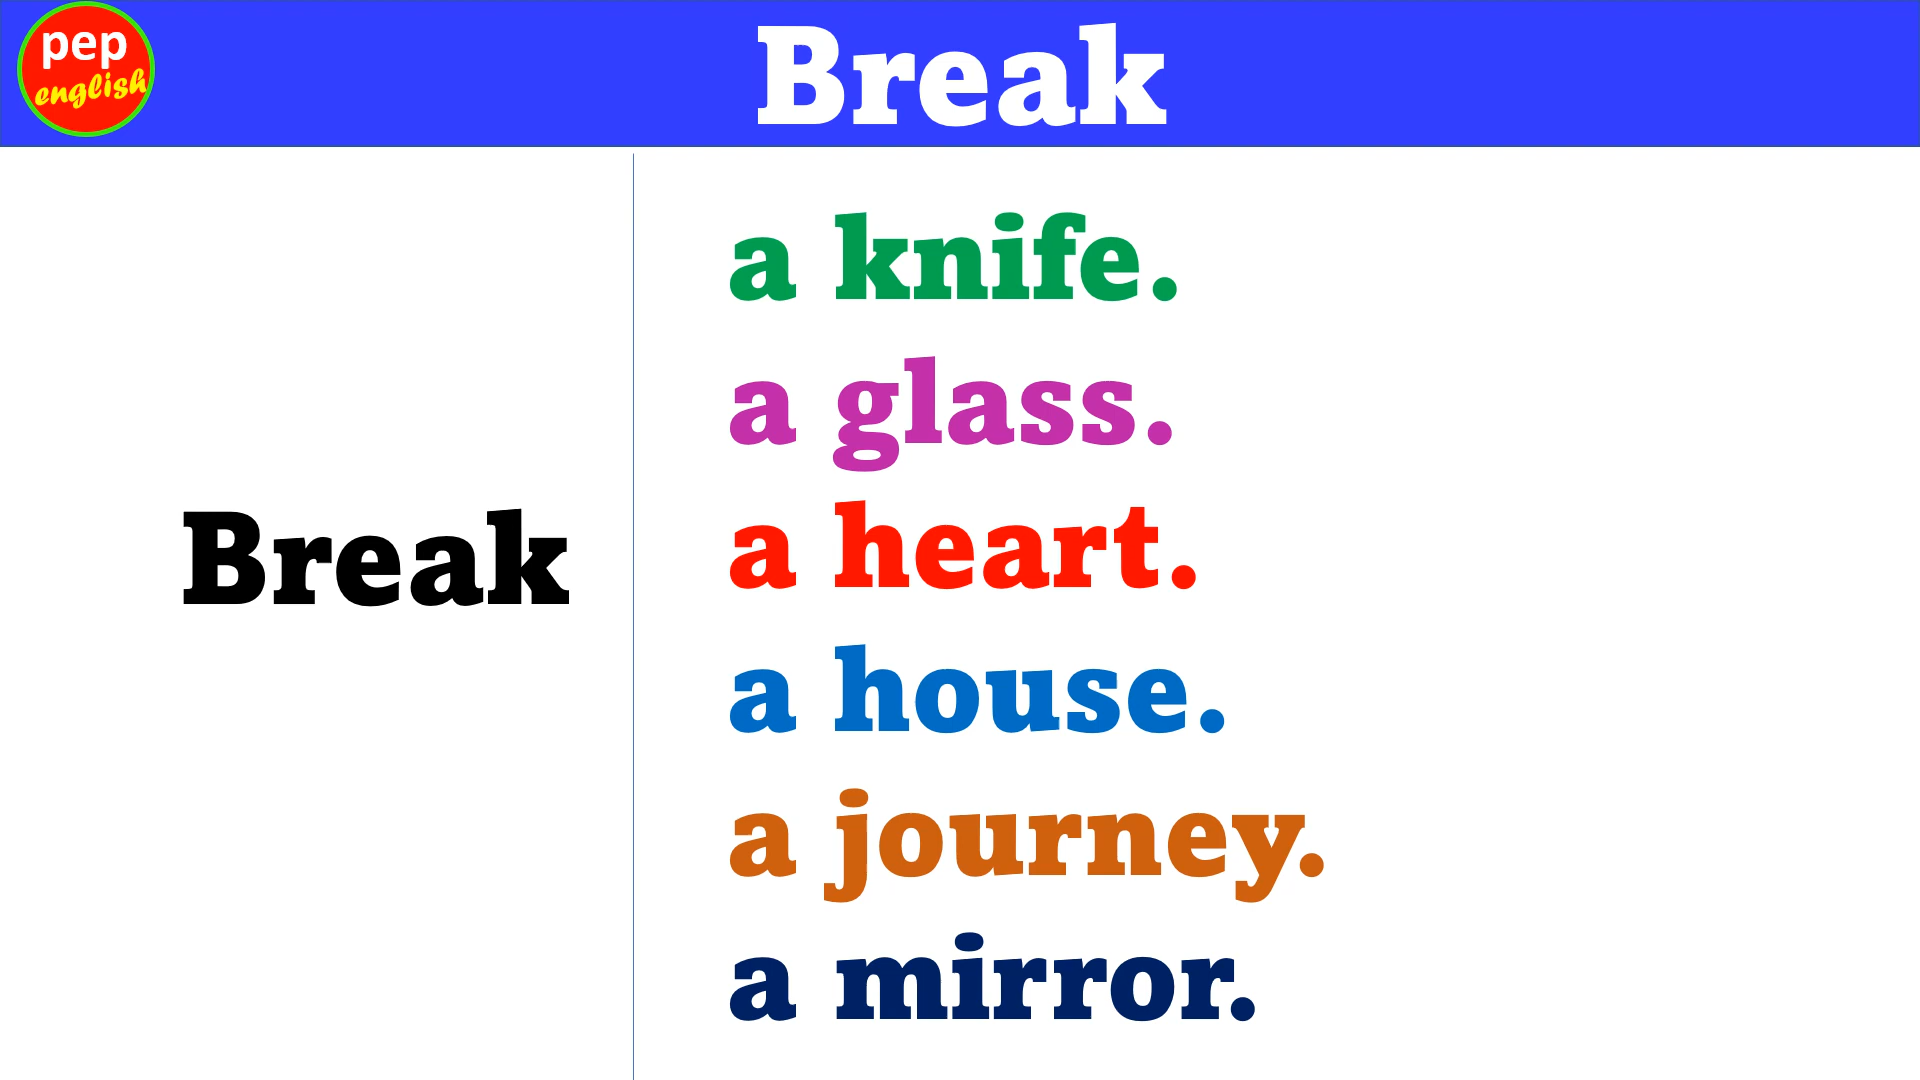 pep
english
Break
Break
a knife.
a glass.
a heart.
a house.
a journey.
a mirror.